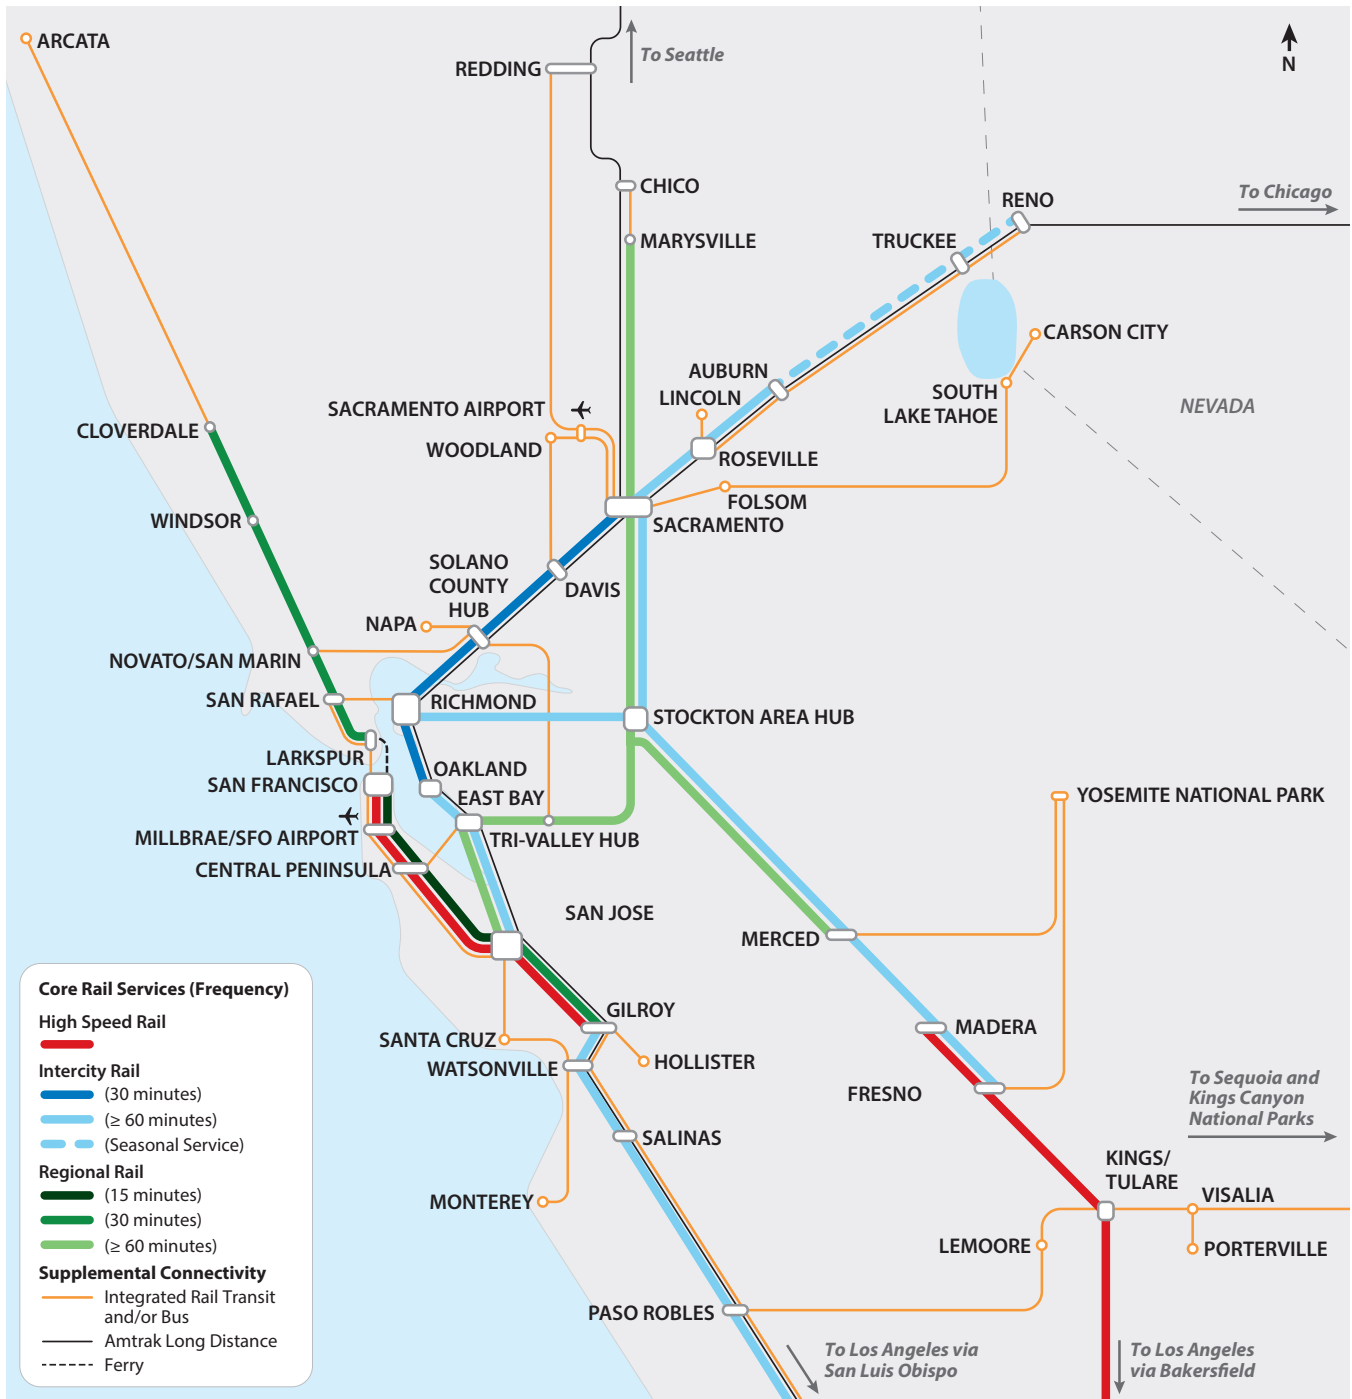 ARCATA
REDDING
To Seattle
N
CHICO
MARYSVILLE
RENO
To Chicago
TRUCKEE
CARSON CITY
AUBURN
LINCOLN
SOUTH
LAKE TAHOE
NEVADA
SACRAMENTO AIRPORT
WOODLAND
CLOVERDALE
ROSEVILLE
FOLSOM
SACRAMENTO
WINDSOR
SOLANO
COUNTY
HUB
DAVIS
NAPA
NOVATO/SAN MARIN
SAN RAFAEL
RICHMOND
STOCKTON AREA HUB
LARKSPUR
OAKLAND
SAN FRANCISCO
EAST BAY
YOSEMITE NATIONAL PARK
MILLBRAE/SFO AIRPORT
TRI-VALLEY HUB
CENTRAL PENINSULA
SAN JOSE
MERCED
GILROY
MADERA
SANTA CRUZ
HOLLISTER
WATSONVILLE
FRESNO
To Sequoia and
Kings Canyon
National Parks
SALINAS
KINGS/
TULARE
VISALIA
MONTEREY
LEMOORE
PORTERVILLE
PASO ROBLES
To Los Angeles via
San Luis Obispo
To Los Angeles
via Bakersfield
Core Rail Services (Frequency)
High Speed Rail
Intercity Rail
(30 minutes)
(≥ 60 minutes)
(Seasonal Service)
Regional Rail
(15 minutes)
(30 minutes)
(≥ 60 minutes)
Supplemental Connectivity
Integrated Rail Transit
and/or Bus
Amtrak Long Distance
Ferry